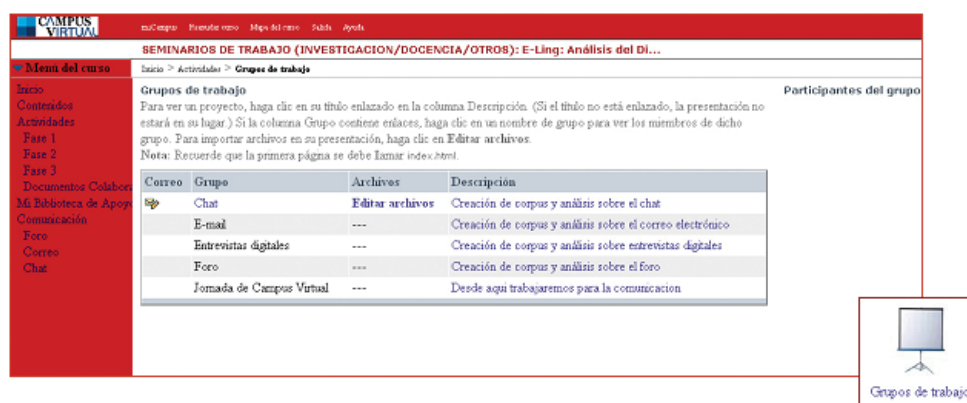 CAMPUS VIRTUAL
miCampus Reanudar curso Mapa del curso Salida Ayuda
SEMINARIOS DE TRABAJO (INVESTIGACION/DOCENCIA/OTROS): E-Ling: Análisis del Di...
Menú del curso
Inicio > Actividades > Grupos de trabajo
Inicio
Contenidos
Actividades
Fase 1
Fase 2
Fase 3
Documentos Colabor
Mi Biblioteca de Apoy
Comunicación
Foro
Correo
Chat
Grupos de trabajo
Participantes del grupo
Para ver un proyecto, haga clic en su título enlazado en la columna Descripción. (Si el título no está enlazado, la presentación no
estará en su lugar.) Si la columna Grupo contiene enlaces, haga clic en un nombre de grupo para ver los miembros de dicho
grupo. Para importar archivos en su presentación, haga clic en Editar archivos.
Nota: Recuerde que la primera página se debe llamar index.html.
Correo Grupo Archivos Descripción
Chat Editar archivos Creación de corpus y análisis sobre el chat
E-mail --- Creación de corpus y análisis sobre el correo electrónico
Entrevistas digitales --- Creación de corpus y análisis sobre entrevistas digitales
Foro --- Creación de corpus y análisis sobre el foro
Jornada de Campus Virtual --- Desde aqui trabajaremos para la comunicacion
Grupos de trabajo